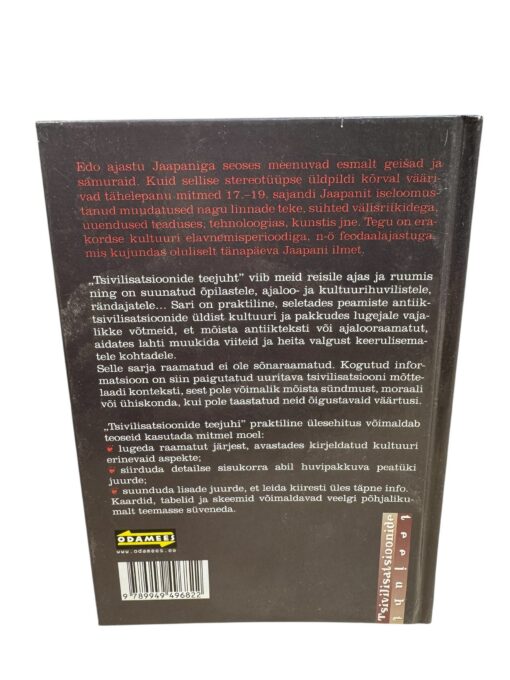 Edo ajastu Jaapaniga seoses meenuvad esmalt geišad ja
samuraid. Kuid sellise stereotüüpse üldpildi kõrval vääri-
vad tähelepanu mitmed 17.–19. sajandi Jaapanit iseloomus-
tanud muudatused nagu linnade teke, suhted välisriikidega,
uuendused teaduses, tehnoloogias, kunstis jne. Tegu on era-
kordse kultuuri elavnemisperioodiga, n-ö feodaalajastuga,
mis kujundas oluliselt tänapäeva Jaapani ilmet.
„Tsivilisatsioonide teejuht" viib meid reisile ajas ja ruumis
ning on suunatud õpilastele, ajaloo- ja kultuurihuvilistele,
rändajatele... Sari on praktiline, seletades peamiste antiik-
tsivilisatsioonide üldist kultuuri ja pakkudes lugejale vaja-
likke võtmeid, et mõista antiikteksti või ajalooraamatut,
aidates lahti muukida viiteid ja heita valgust keerulisema-
tele kohtadele.
Selle sarja raamatud ei ole sõnaraamatud. Kogutud infor-
matsioon on siin paigutatud uuritava tsivilisatsiooni mõtte-
laadi konteksti, sest pole võimalik mõista sündmust, moraali
või ühiskonda, kui pole taastatud neid õigustavaid väärtusi.
„Tsivilisatsioonide teejuhi" praktiline ülesehitus võimaldab
teoseid kasutada mitmel moel:
lugeda raamatut järjest, avastades kirjeldatud kultuuri
erinevaid aspekte;
siirduda detailse sisukorra abil huvipakkuva peatüki
juurde;
suunduda lisade juurde, et leida kiiresti üles täpne info.
Kaardid, tabelid ja skeemid võimaldavad veelgi põhjaliku-
malt teemasse süveneda.
ODAMEES
www.odamees.ee
9 789949 496822
Tsivilisatsioonide
teejuht